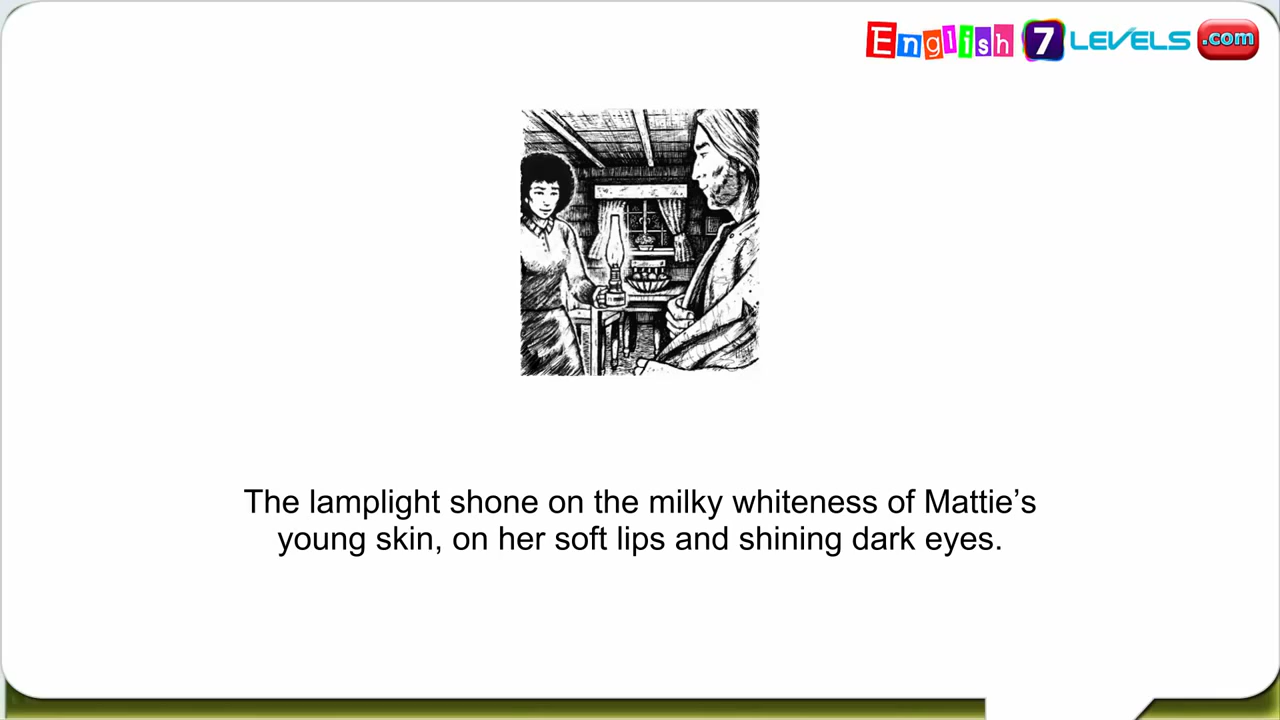 English 7 LEVELS .com
The lamplight shone on the milky whiteness of Mattie’s
young skin, on her soft lips and shining dark eyes.